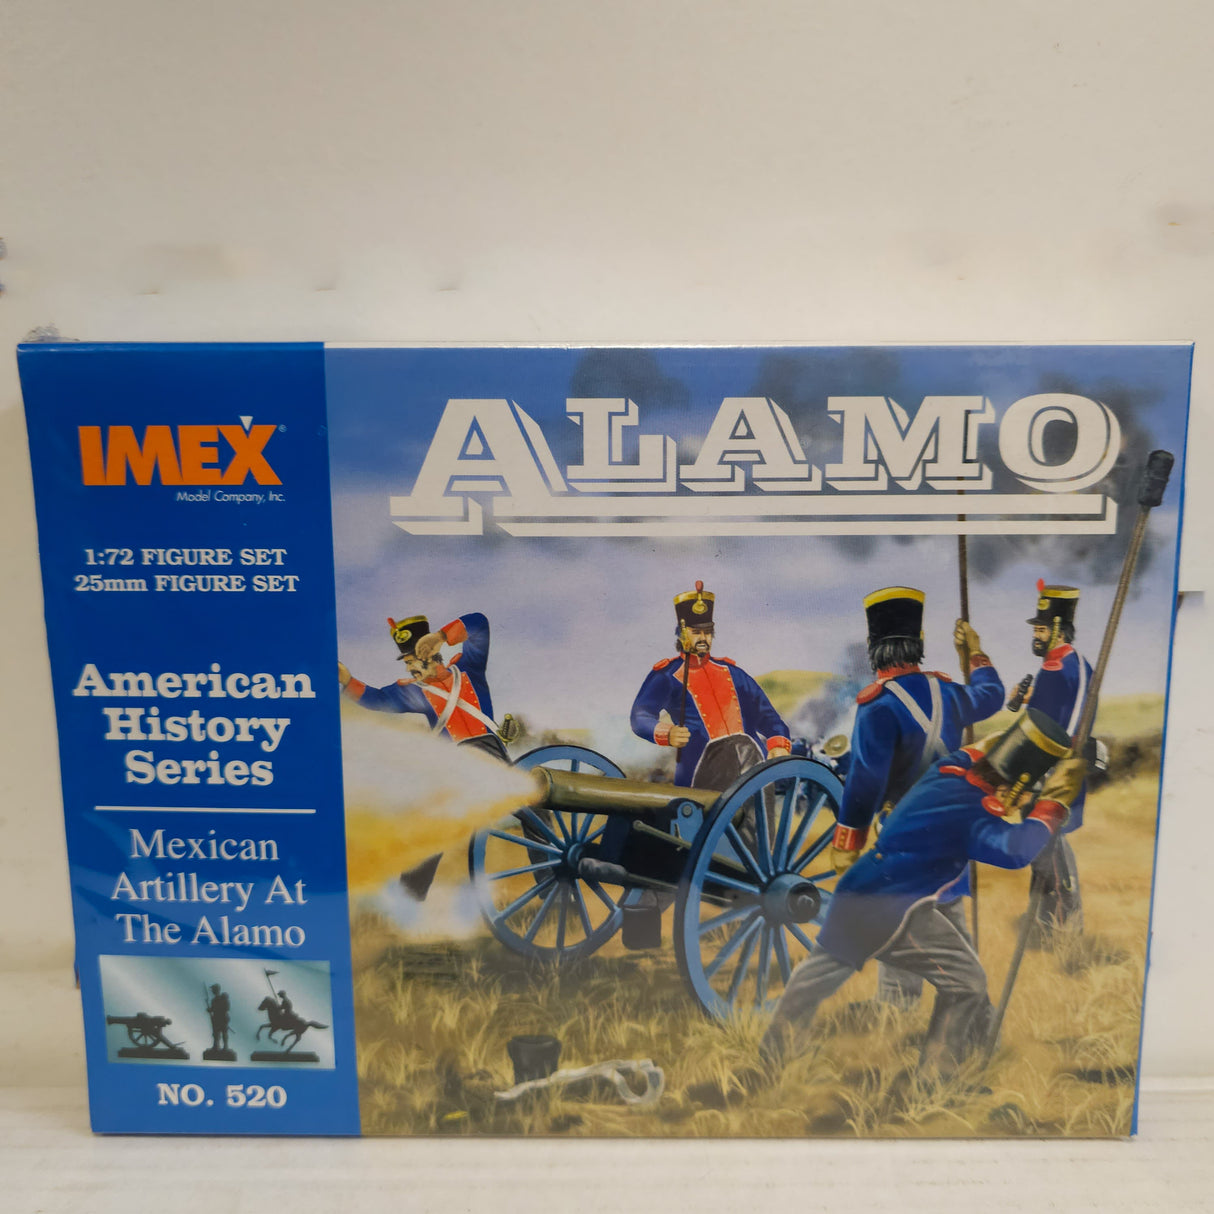 IMEX®
Model Company, Inc.
1:72 FIGURE SET
25mm FIGURE SET
American
History
Series
Mexican
Artillery At
The Alamo
NO. 520
ALAMO